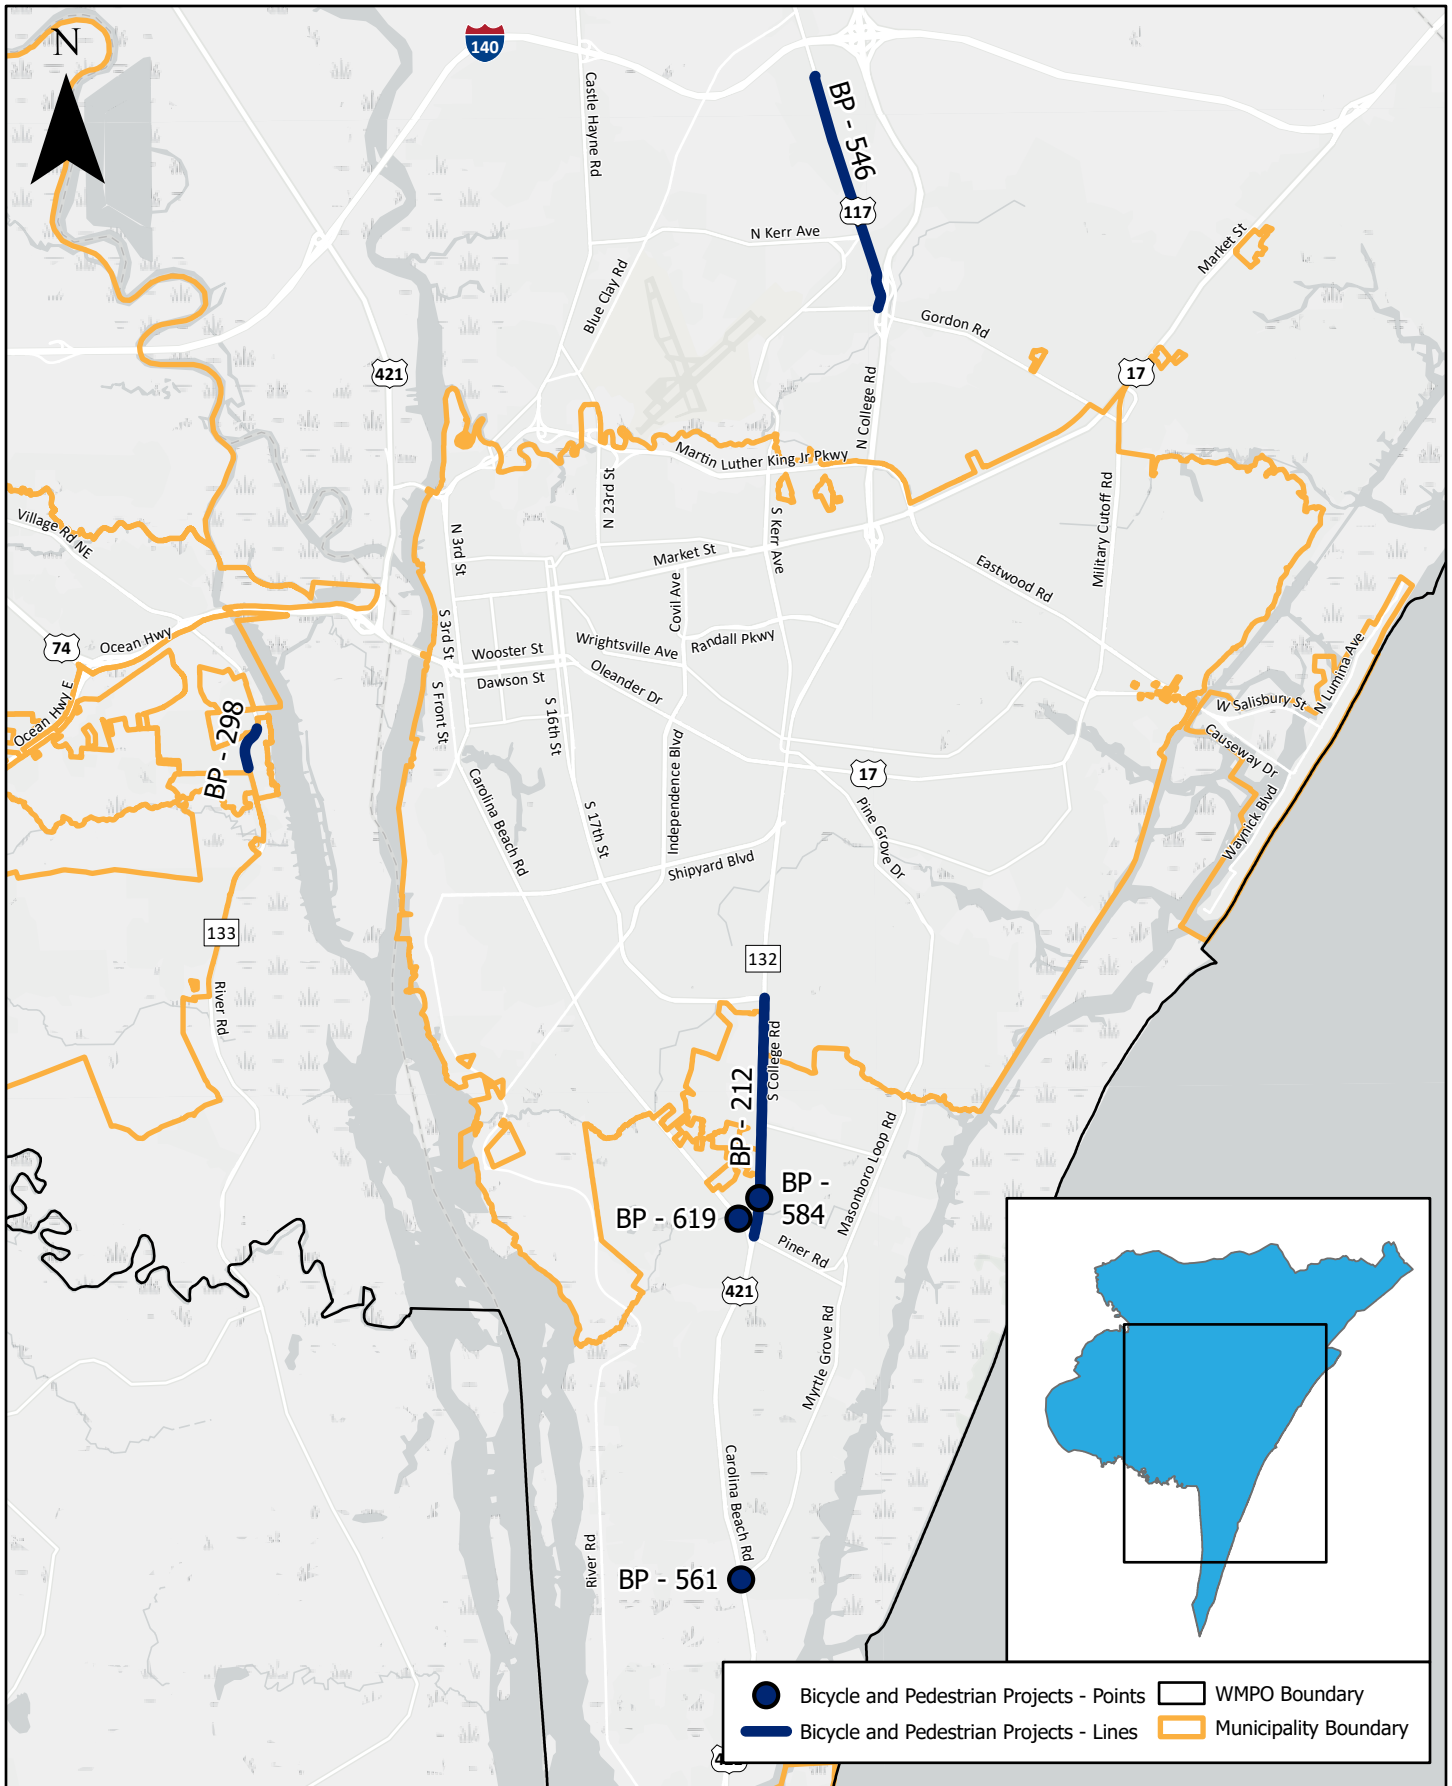 N
140
Castle Hayne Rd
BP - 546
117
N Kerr Ave
Blue Clay Rd
Market St
Gordon Rd
421
17
N College Rd
Martin Luther King Jr Pkwy
N 23rd St
Military Cutoff Rd
Village Rd NE
N 3rd St
S Kerr Ave
Market St
Eastwood Rd
Covil Ave
74
Ocean Hwy
S 3rd St
Wooster St
Wrightsville Ave
Randall Pkwy
Dawson St
Oleander Dr
N Lumina Ave
W Salisbury St
Ocean Hwy E
BP - 298
S Front St
S 16th St
Causeway Dr
Independence Blvd
17
Carolina Beach Rd
S 17th St
Pine Grove Dr
Waynick Blvd
Shipyard Blvd
133
132
River Rd
S College Rd
BP - 212
Masonboro Loop Rd
BP -
584
BP - 619
Piner Rd
421
Myrtle Grove Rd
Carolina Beach Rd
River Rd
BP - 561
Bicycle and Pedestrian Projects - Points
WMPO Boundary
Bicycle and Pedestrian Projects - Lines
Municipality Boundary